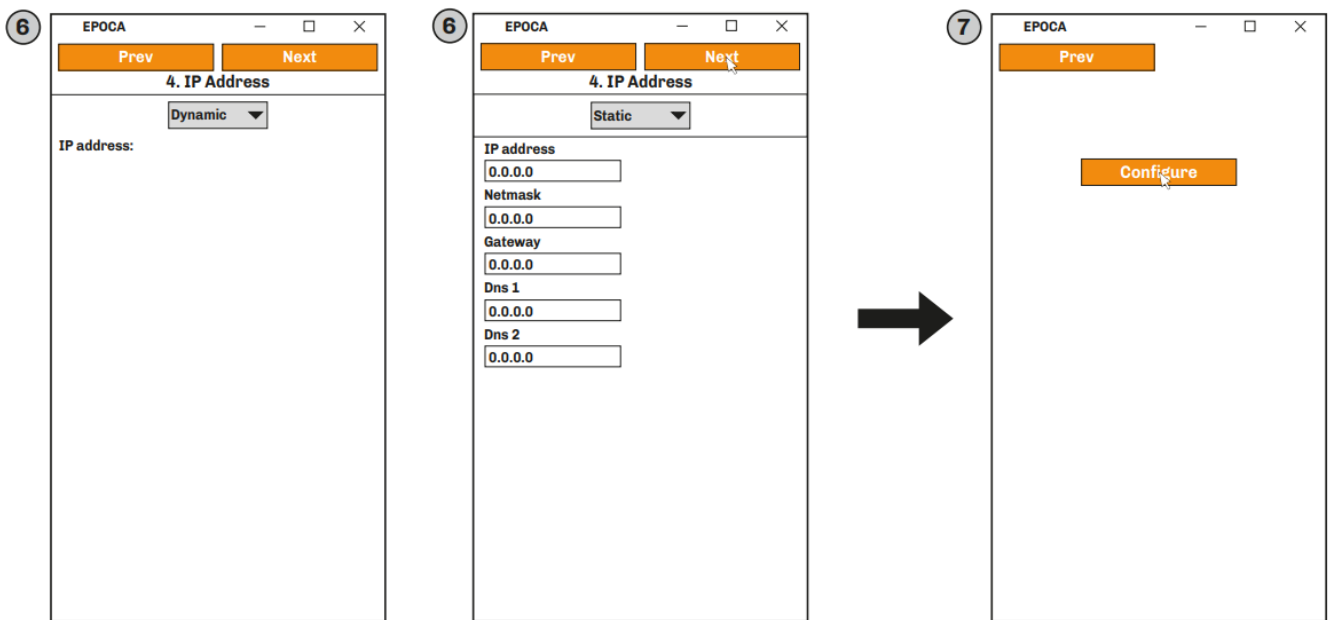 6
EPOCA
Prev Next
4. IP Address
Dynamic
IP address:
6
EPOCA
Prev Next
4. IP Address
Static
IP address
0.0.0.0
Netmask
0.0.0.0
Gateway
0.0.0.0
Dns 1
0.0.0.0
Dns 2
0.0.0.0
7
EPOCA
Prev
Configure